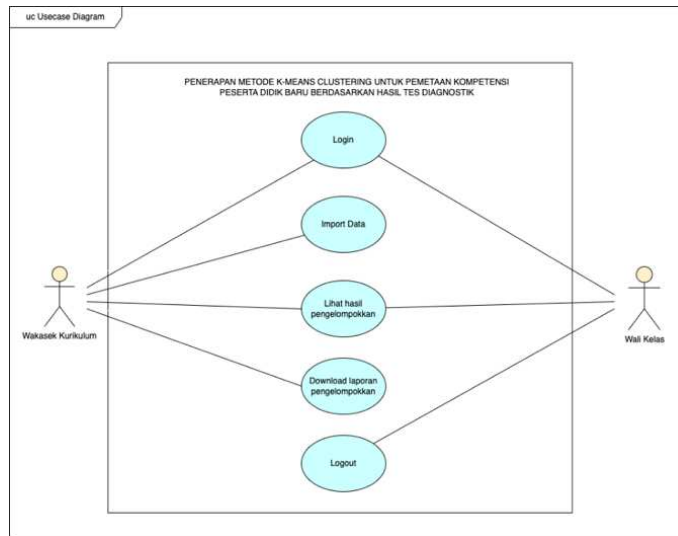 uc Usecase Diagram
PENERAPAN METODE K-MEANS CLUSTERING UNTUK PEMETAAN KOMPETENSI
PESERTA DIDIK BARU BERDASARKAN HASIL TES DIAGNOSTIK
Login
Import Data
Lihat hasil
pengelompokkan
Wakasek Kurikulum
Wali Kelas
Download laporan
pengelompokkan
Logout